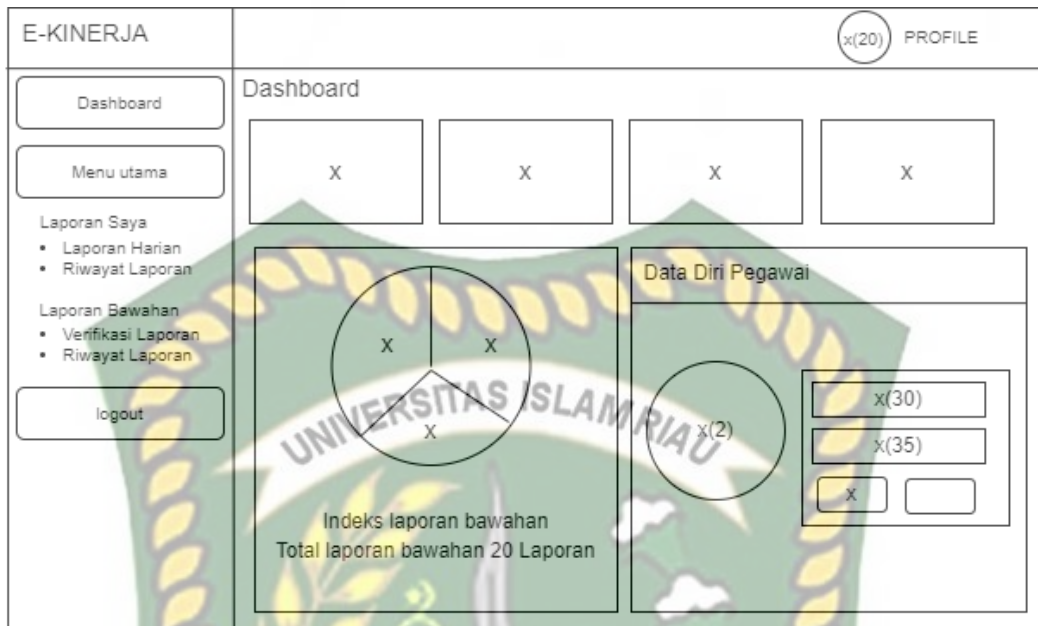 E-KINERJA
x(20) PROFILE
Dashboard
Menu utama
Laporan Saya
• Laporan Harian
• Riwayat Laporan
Laporan Bawahan
• Verifikasi Laporan
• Riwayat Laporan
logout
Dashboard
X X X X
X X
X
Indeks laporan bawahan
Total laporan bawahan 20 Laporan
Data Diri Pegawai
x(2)
x(30)
x(35)
X
UNIVERSITAS ISLAM RIAU